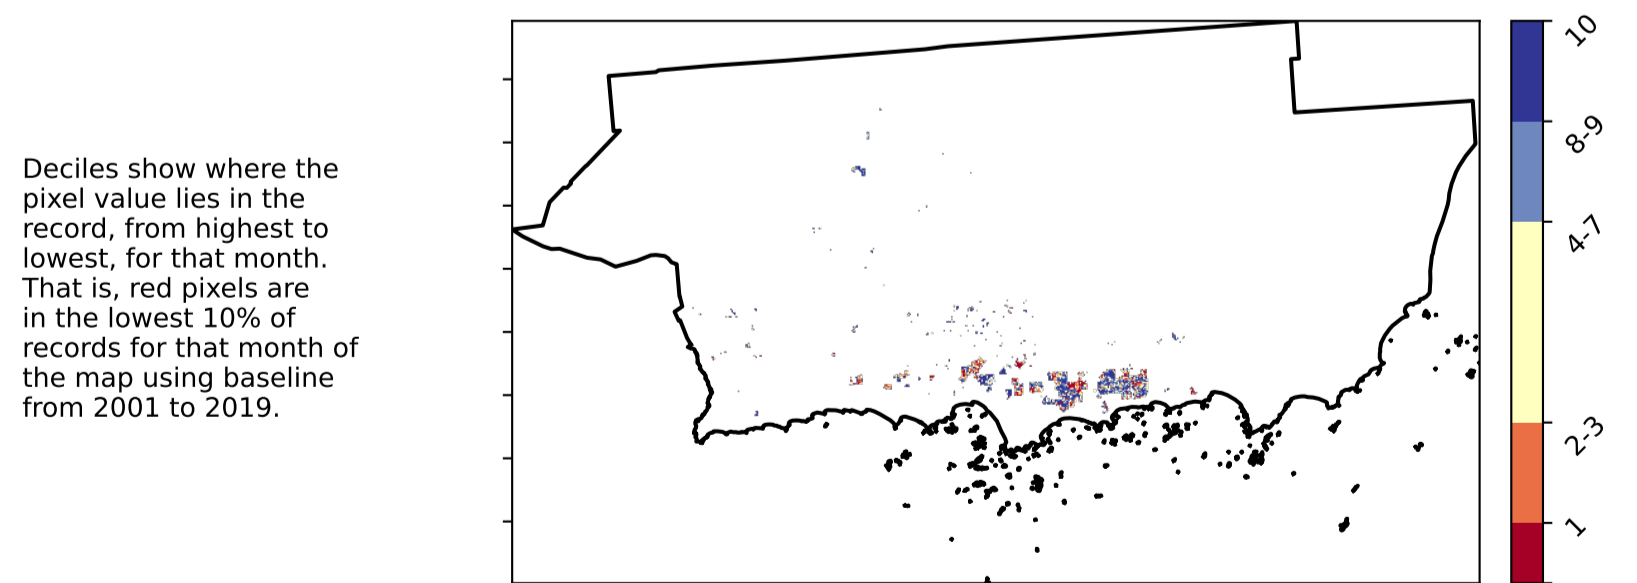 Deciles show where the
pixel value lies in the
record, from highest to
lowest, for that month.
That is, red pixels are
in the lowest 10% of
records for that month of
the map using baseline
from 2001 to 2019.
10
8-9
4-7
2-3
1